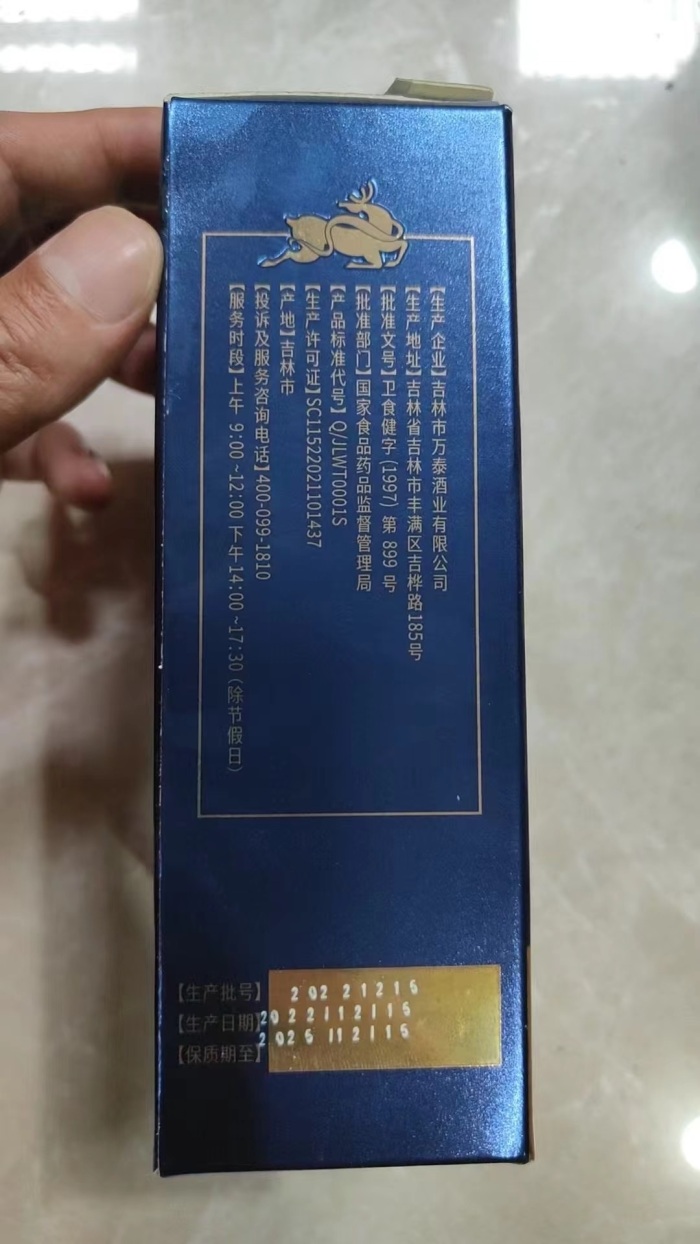 【生产企业】吉林市万泰酒业有限公司
【生产地址】吉林省吉林市丰满区吉桦路185号
【批准文号】卫食健字(1997)第899号
【批准部门】国家食品药品监督管理局
【产品标准代号】Q/JLWT0001S
【生产许可证】SC11522021101437
【产地】吉林市
【投诉及服务咨询电话】400-099-1810
【服务时段】上午 9:00~12:00 下午14:00~17:30(除节假日)
【生产批号】 20221216
【生产日期】2022112116
【保质期至】2026112116